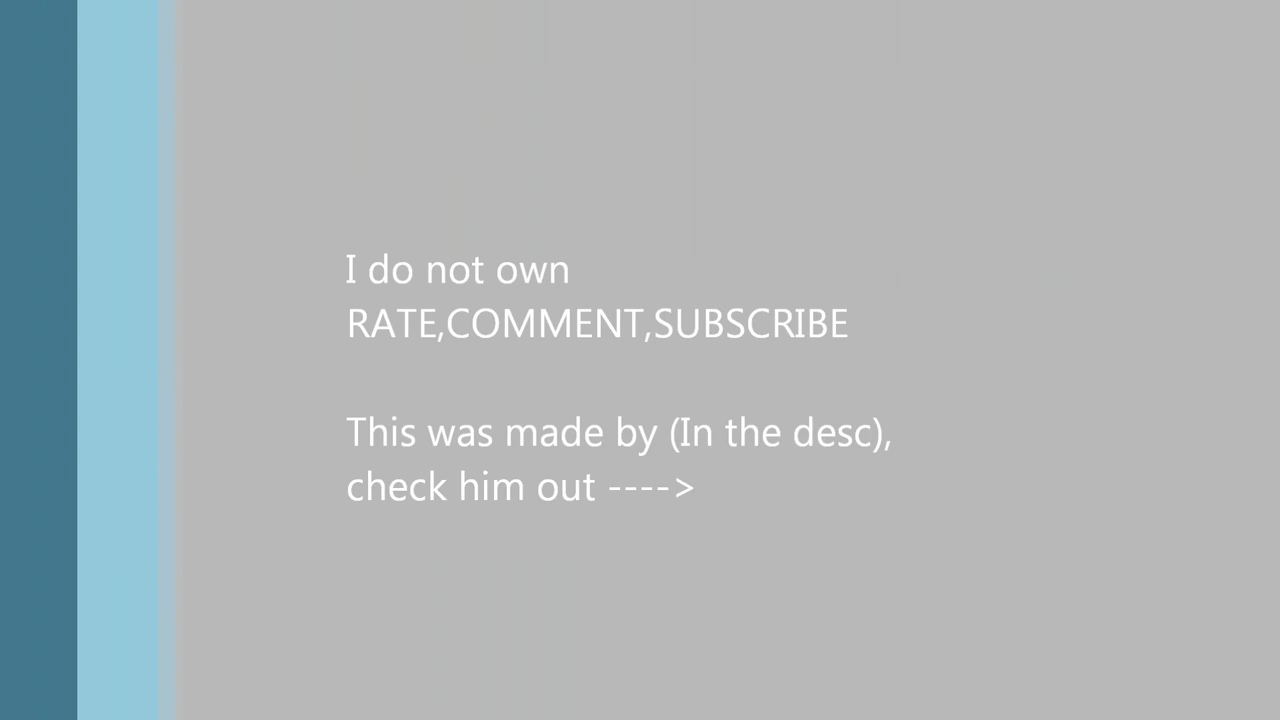 I do not own
RATE,COMMENT,SUBSCRIBE
This was made by (In the desc),
check him out ---->